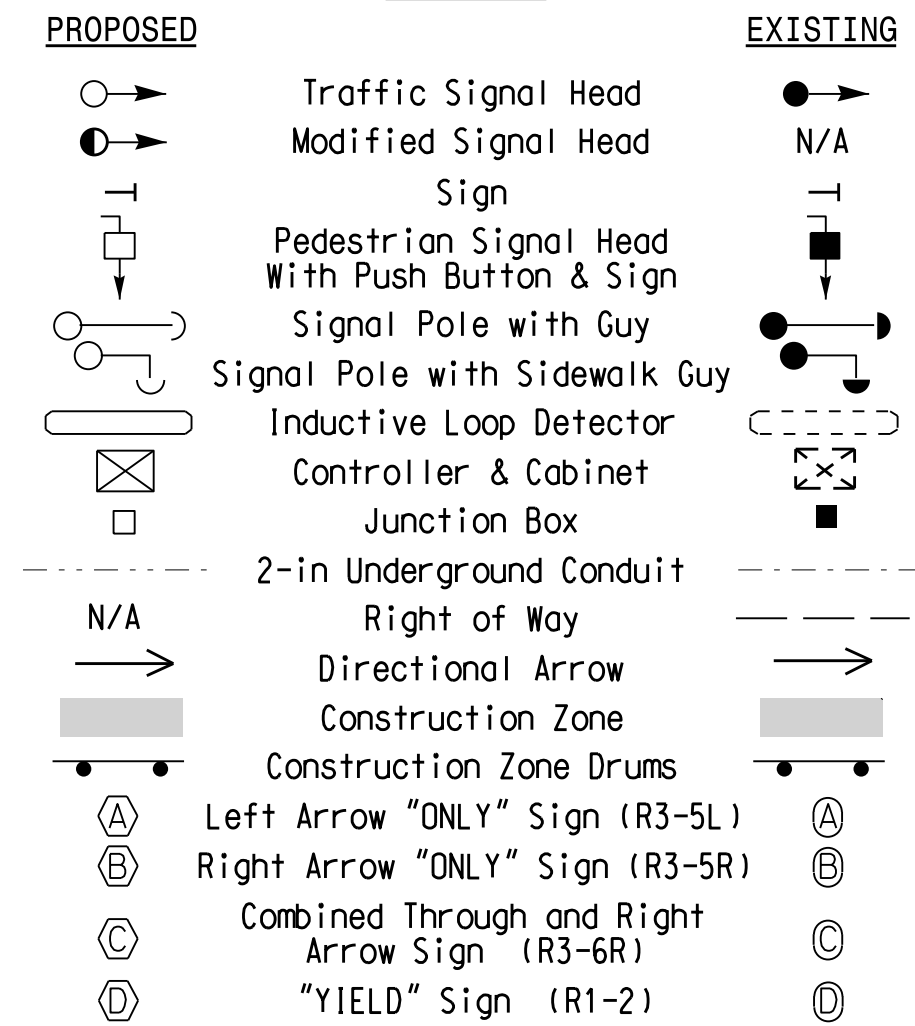 PROPOSED EXISTING
Traffic Signal Head
Modified Signal Head N/A
Sign
Pedestrian Signal Head
With Push Button & Sign
Signal Pole with Guy
Signal Pole with Sidewalk Guy
Inductive Loop Detector
Controller & Cabinet
Junction Box
2-in Underground Conduit
N/A Right of Way
Directional Arrow
Construction Zone
Construction Zone Drums
A Left Arrow "ONLY" Sign (R3-5L) A
B Right Arrow "ONLY" Sign (R3-5R) B
Combined Through and Right
C Arrow Sign (R3-6R) C
D "YIELD" Sign (R1-2) D